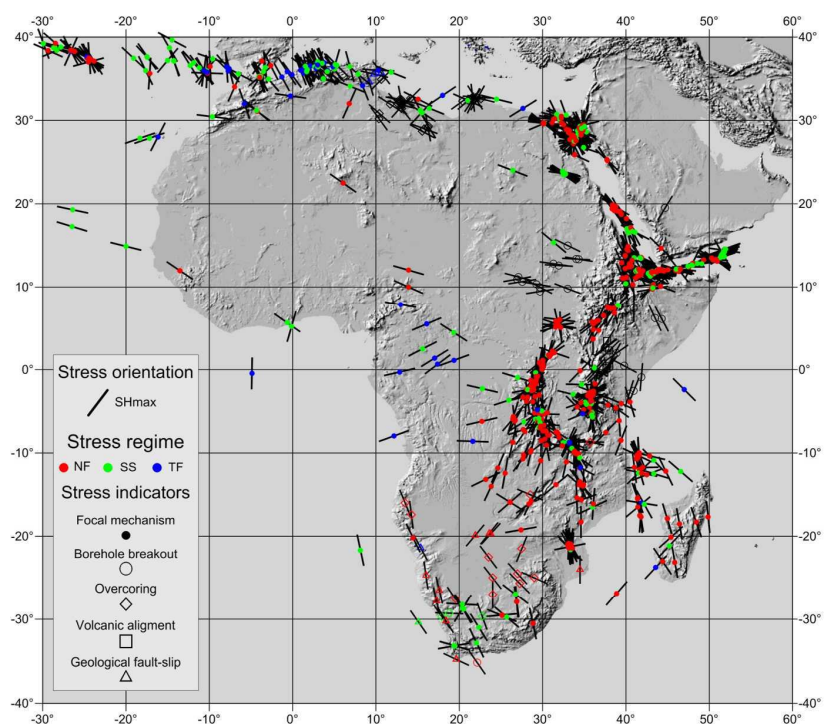 -30 -20° -10° 0° 10° 20° 30° 40° 50° 60°
40° 40°
30° 30°
20° 20°
10° 10°
0° 0°
-10° -10°
-20° -20°
-30° -30°
-40° -40°
-30° -20° -10° 0° 10° 20° 30° 40° 50° 60°
Stress orientation
SHmax
Stress regime
NF SS TF
Stress indicators
Focal mechanism
Borehole breakout
Overcoring
Volcanic aligment
Geological fault-slip